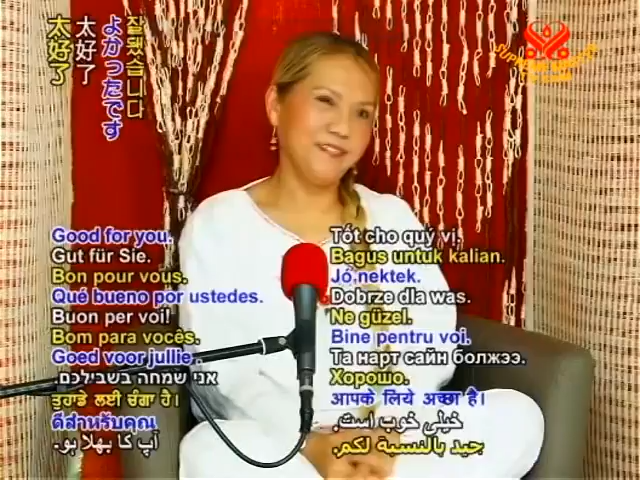 太好了
太好了
よかったです
잘됐습니다
SUPREME MASTER
Good for you.
Gut für Sie.
Bon pour vous.
Qué bueno por ustedes.
Buon per voi!
Bom para vocês.
Goed voor jullie.
אני שמחה בשבילכם.
ਤੁਹਾਡੇ ਲਈ ਚੰਗਾ ਹੈ।
ดีสำหรับคุณ
آپ کا بھلا ہو۔
Tốt cho quý vị.
Bagus untuk kalian.
Jó nektek.
Dobrze dla was.
Ne güzel.
Bine pentru voi.
Та нарт сайн болжээ.
Хорошо.
आपके लिये अच्छा है।
خیلی خوب است.
جيد بالنسبة لكم.